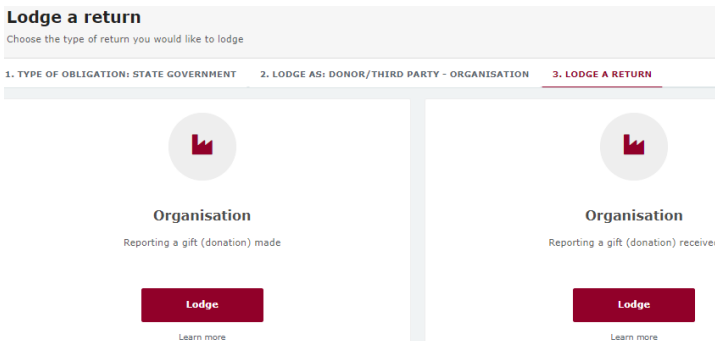 Lodge a return
Choose the type of return you would like to lodge
1. TYPE OF OBLIGATION: STATE GOVERNMENT 2. LODGE AS: DONOR/THIRD PARTY - ORGANISATION 3. LODGE A RETURN
Organisation
Reporting a gift (donation) made
Lodge
Learn more
Organisation
Reporting a gift (donation) received
Lodge
Learn more